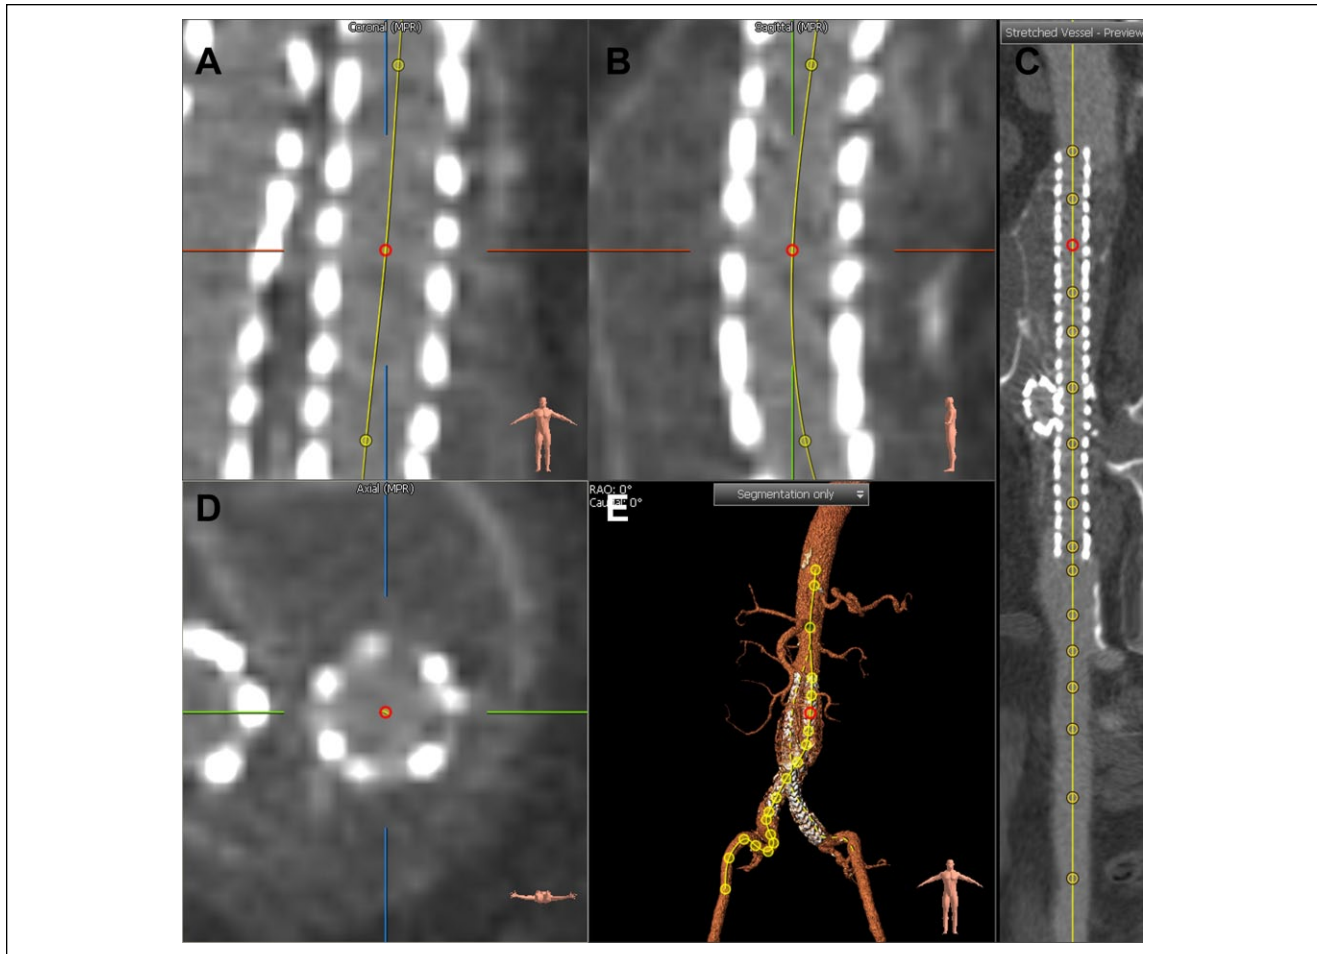 Coronal (MPR)
A
Sagittal (MPR)
B
Stretched Vessel - Preview
C
Axial (MPR)
D
RAO: 0°
E
Segmentation only